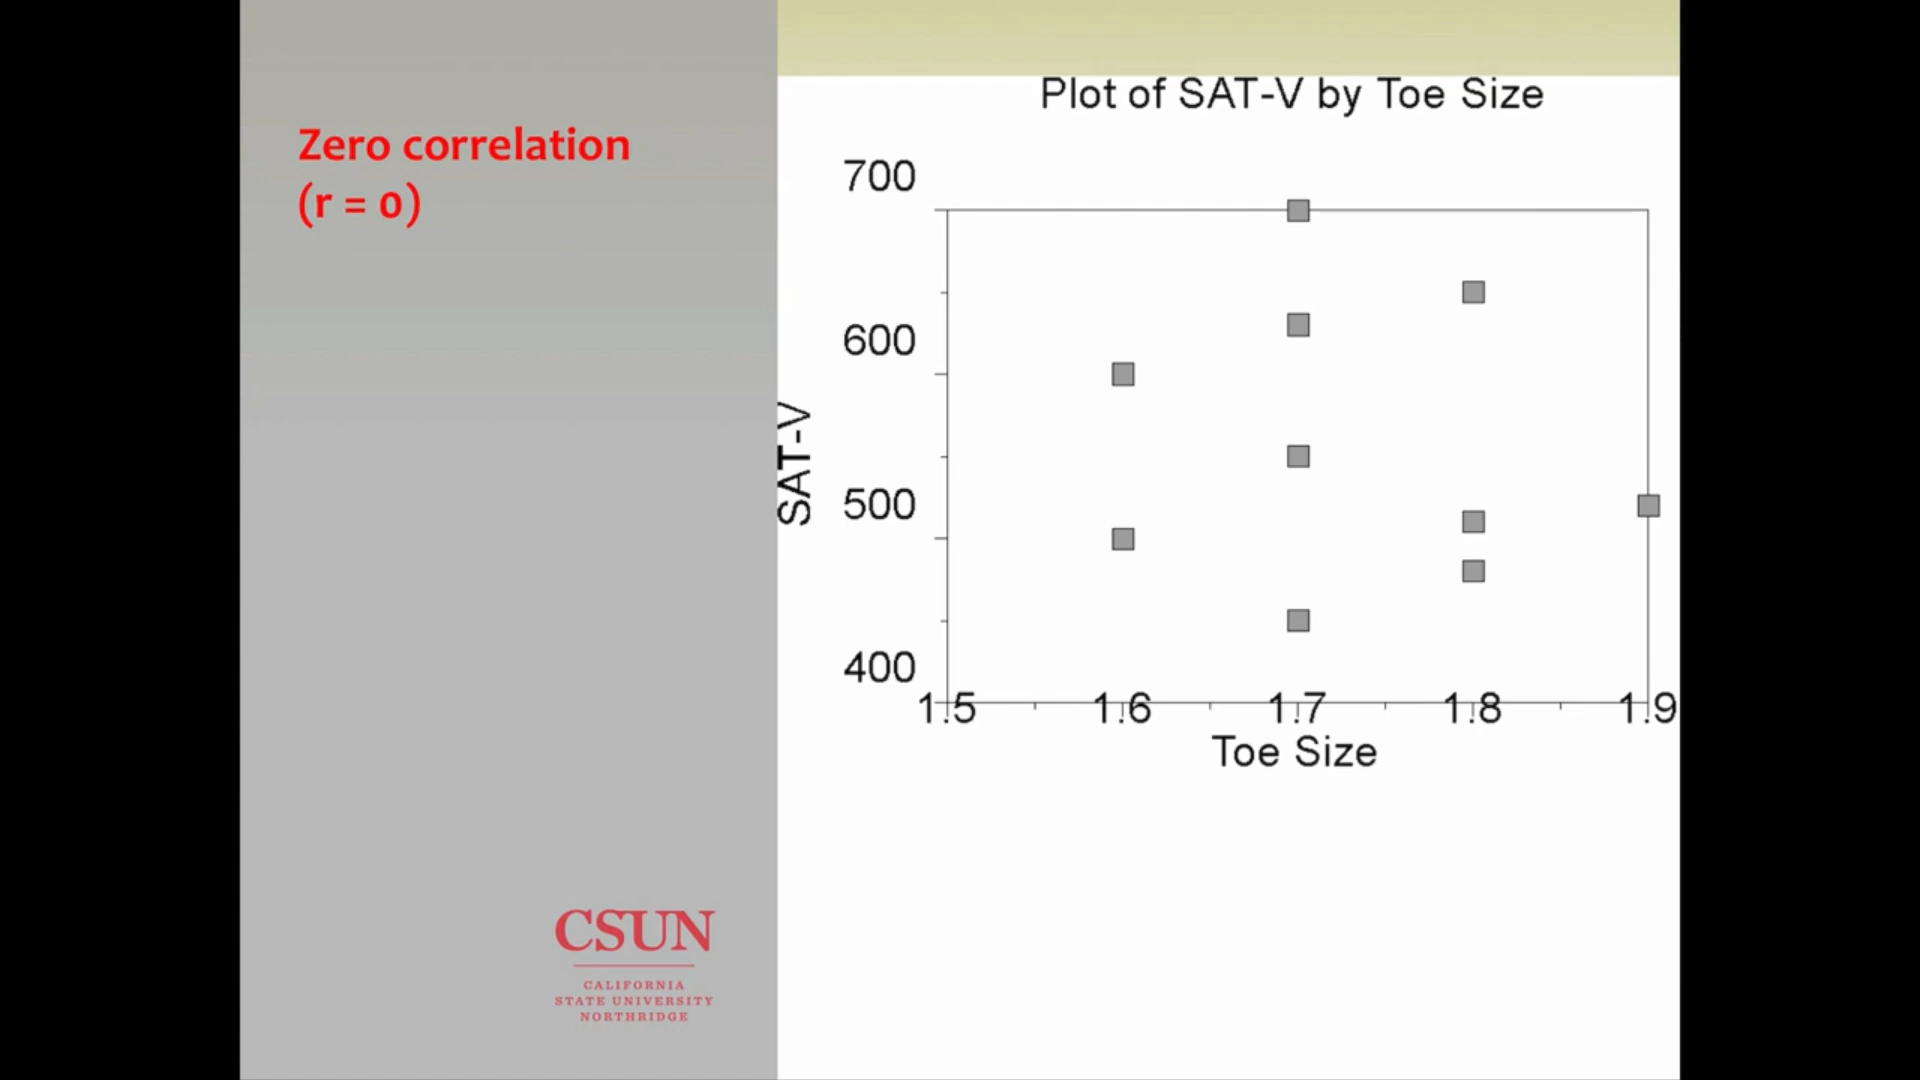 Zero correlation
(r = 0)
Plot of SAT-V by Toe Size
700
600
500
400
SAT-V
1.5 1.6 1.7 1.8 1.9
Toe Size
CSUN
CALIFORNIA
STATE UNIVERSITY
NORTHRIDGE